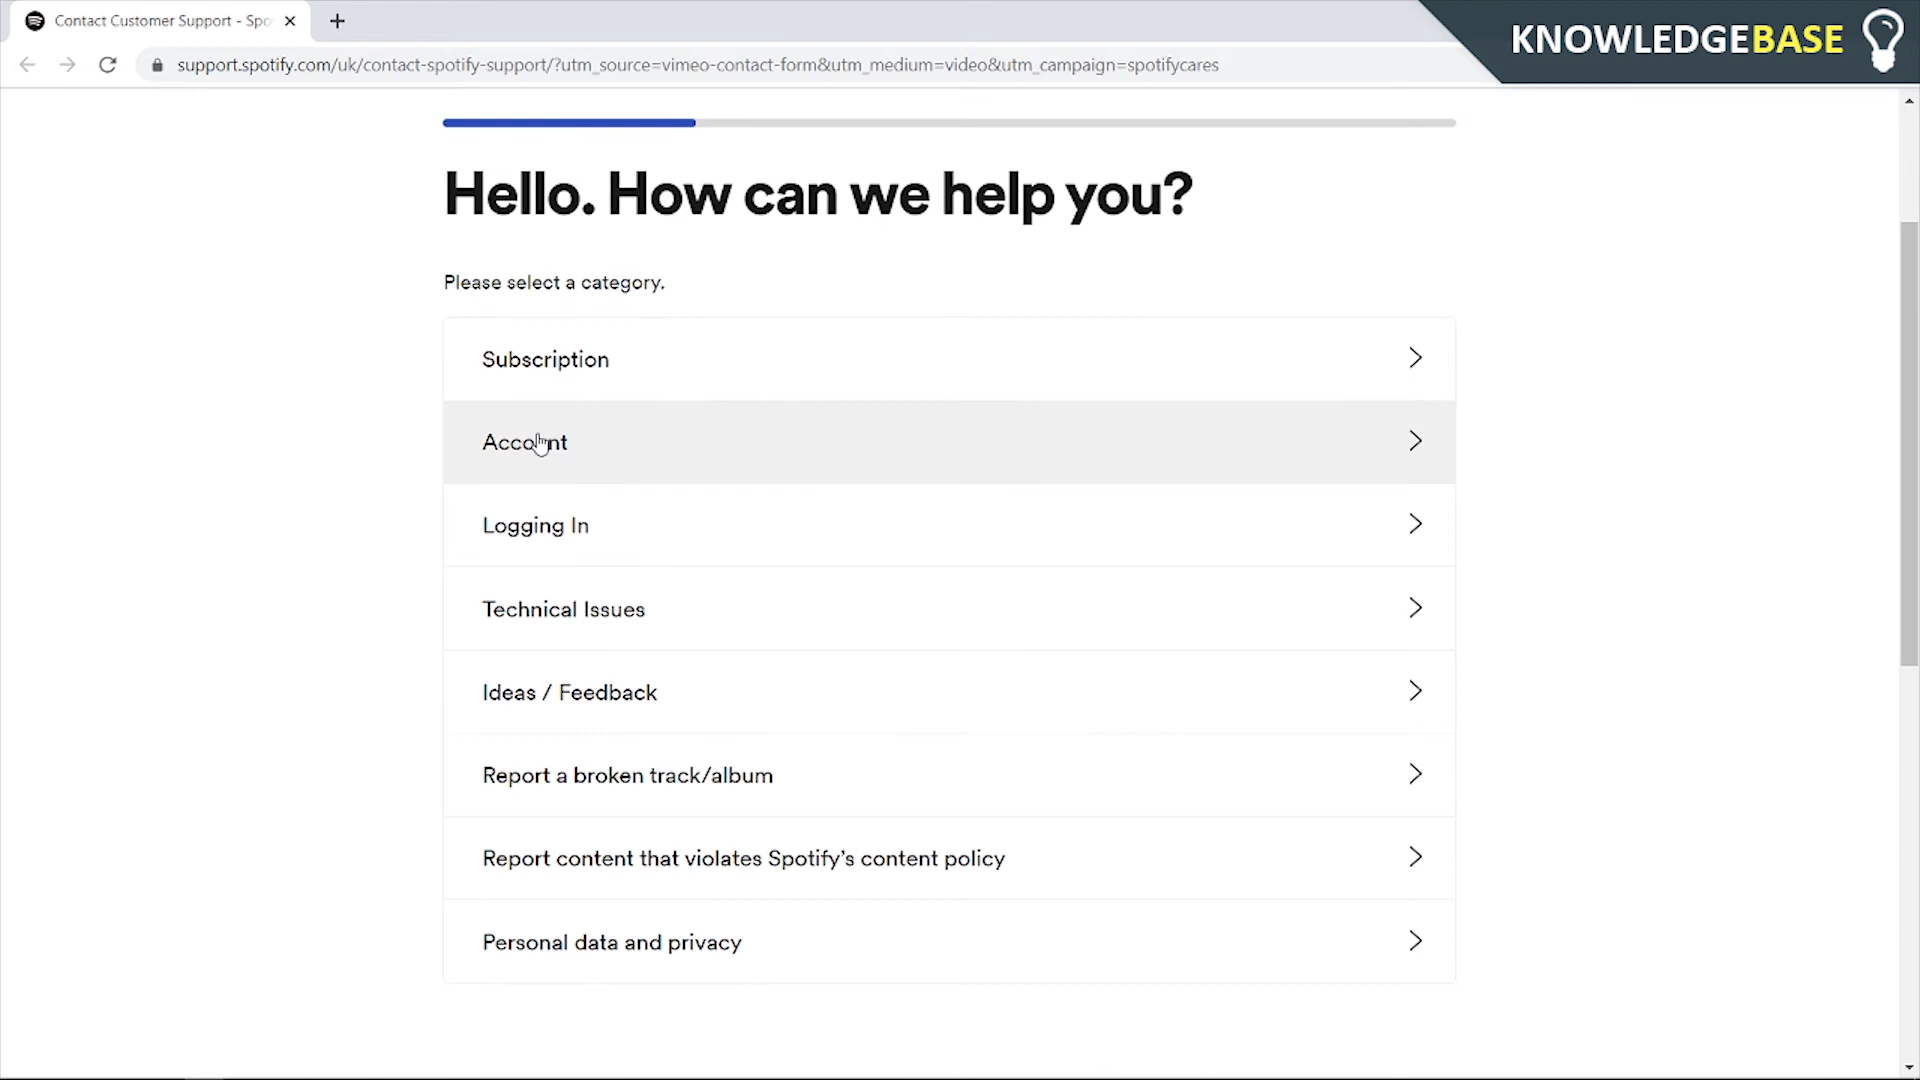 Contact Customer Support - Spo
KNOWLEDGEBASE
support.spotify.com/uk/contact-spotify-support/?utm_source=vimeo-contact-form&utm_medium=video&utm_campaign=spotifycares
Hello. How can we help you?
Please select a category.
Subscription
Account
Logging In
Technical Issues
Ideas / Feedback
Report a broken track/album
Report content that violates Spotify’s content policy
Personal data and privacy